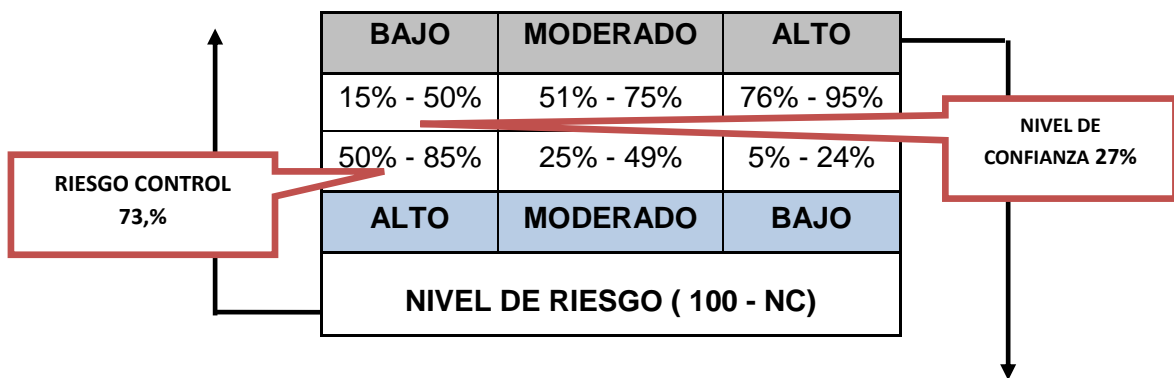 BAJO MODERADO ALTO
15% - 50% 51% - 75% 76% - 95%
50% - 85% 25% - 49% 5% - 24%
ALTO MODERADO BAJO
NIVEL DE RIESGO ( 100 - NC)
RIESGO CONTROL
73,%
NIVEL DE
CONFIANZA 27%